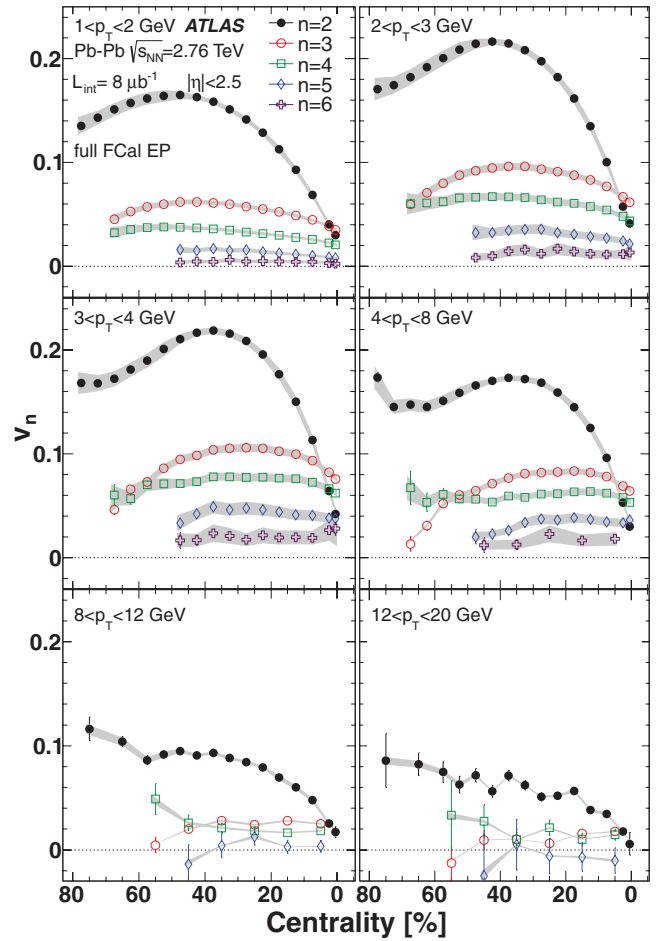 1<p_T<2 GeV ATLAS
Pb-Pb √s_NN=2.76 TeV
L_int= 8 μb⁻¹ |η|<2.5
full FCal EP
n=2
n=3
n=4
n=5
n=6
2<p_T<3 GeV
0.2
0.1
0
3<p_T<4 GeV
4<p_T<8 GeV
0.2
0.1
0
v_n
8<p_T<12 GeV
12<p_T<20 GeV
0.2
0.1
0
80 60 40 20 0 80 60 40 20 0
Centrality [%] Centrality [%]